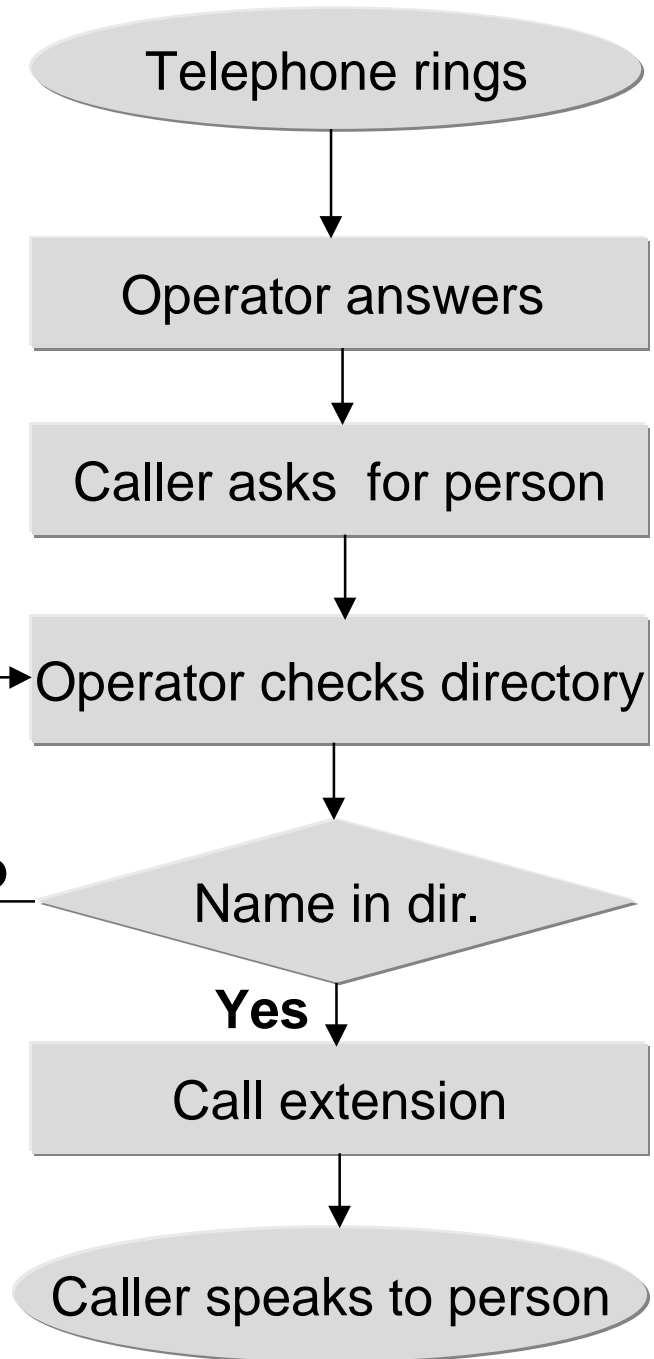 Telephone rings
Operator answers
Caller asks for person
Operator checks directory
Name in dir.
Yes
Call extension
Caller speaks to person